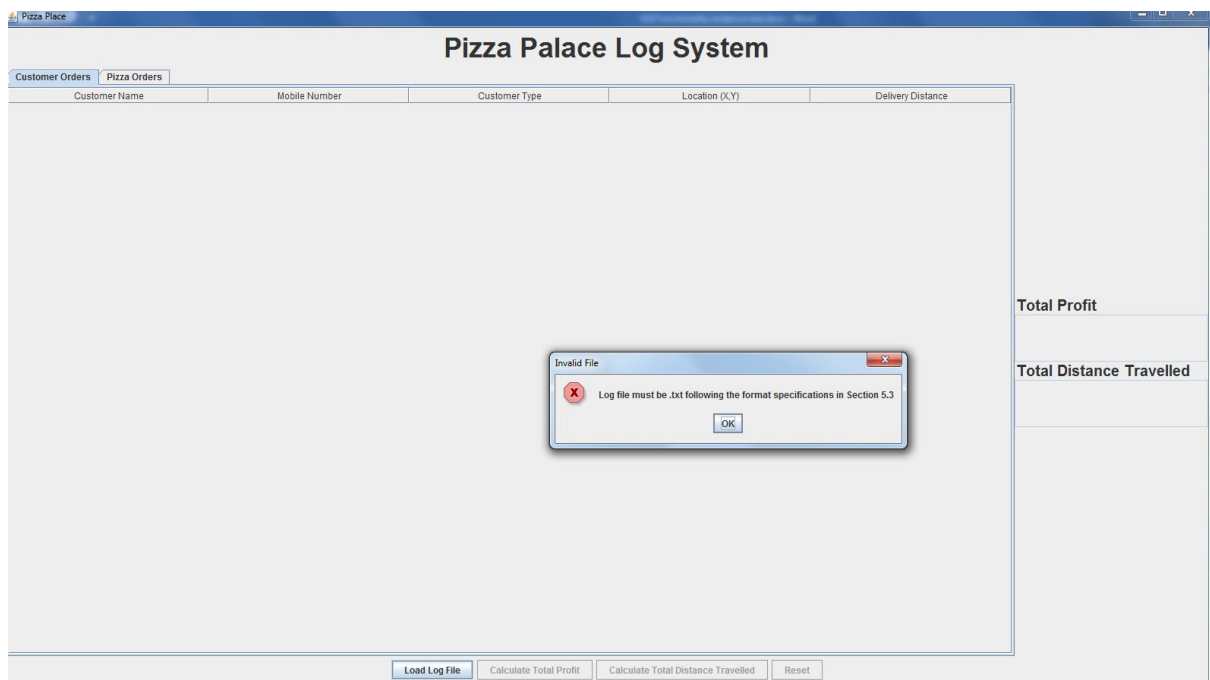 Pizza Place
Pizza Palace Log System
Customer Orders Pizza Orders
Customer Name Mobile Number Customer Type Location (X,Y) Delivery Distance
Total Profit
Invalid File
Total Distance Travelled
Log file must be .txt following the format specifications in Section 5.3
OK
Load Log File Calculate Total Profit Calculate Total Distance Travelled Reset